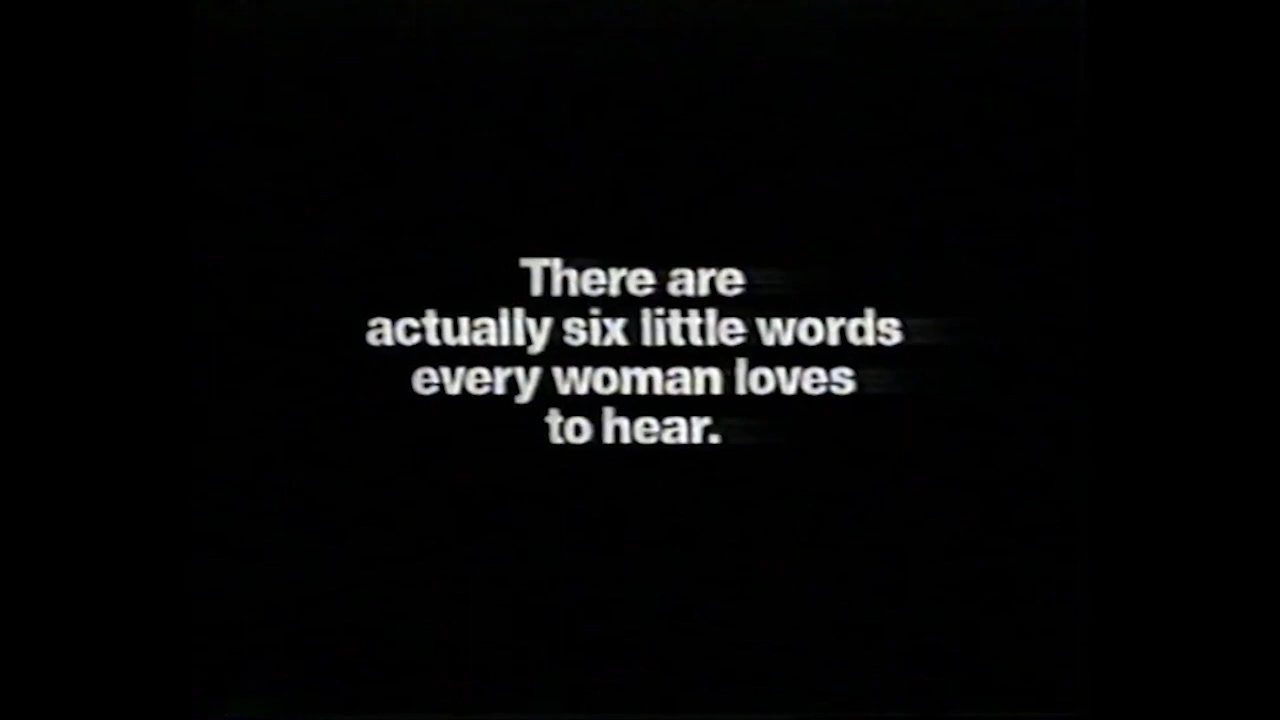 There are
actually six little words
every woman loves
to hear.